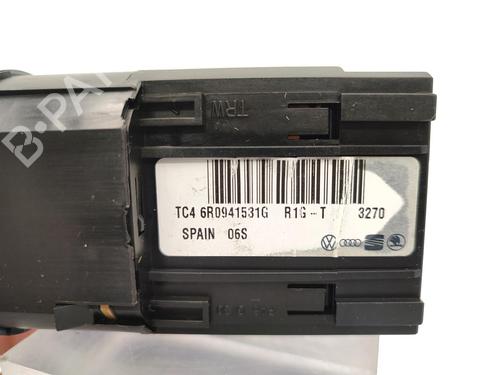 B-PA
TRW
TC4 6R0941531G R1G-T 3270
SPAIN 06S